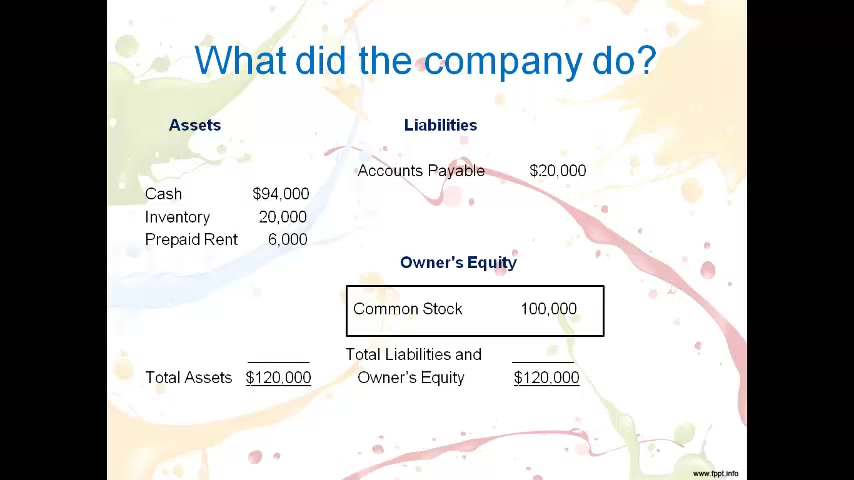 What did the company do?
Assets
Cash $94,000
Inventory 20,000
Prepaid Rent 6,000
Total Assets $120,000
Liabilities
Accounts Payable $20,000
Owner's Equity
Common Stock 100,000
Total Liabilities and
Owner's Equity $120,000
www.fppt.info